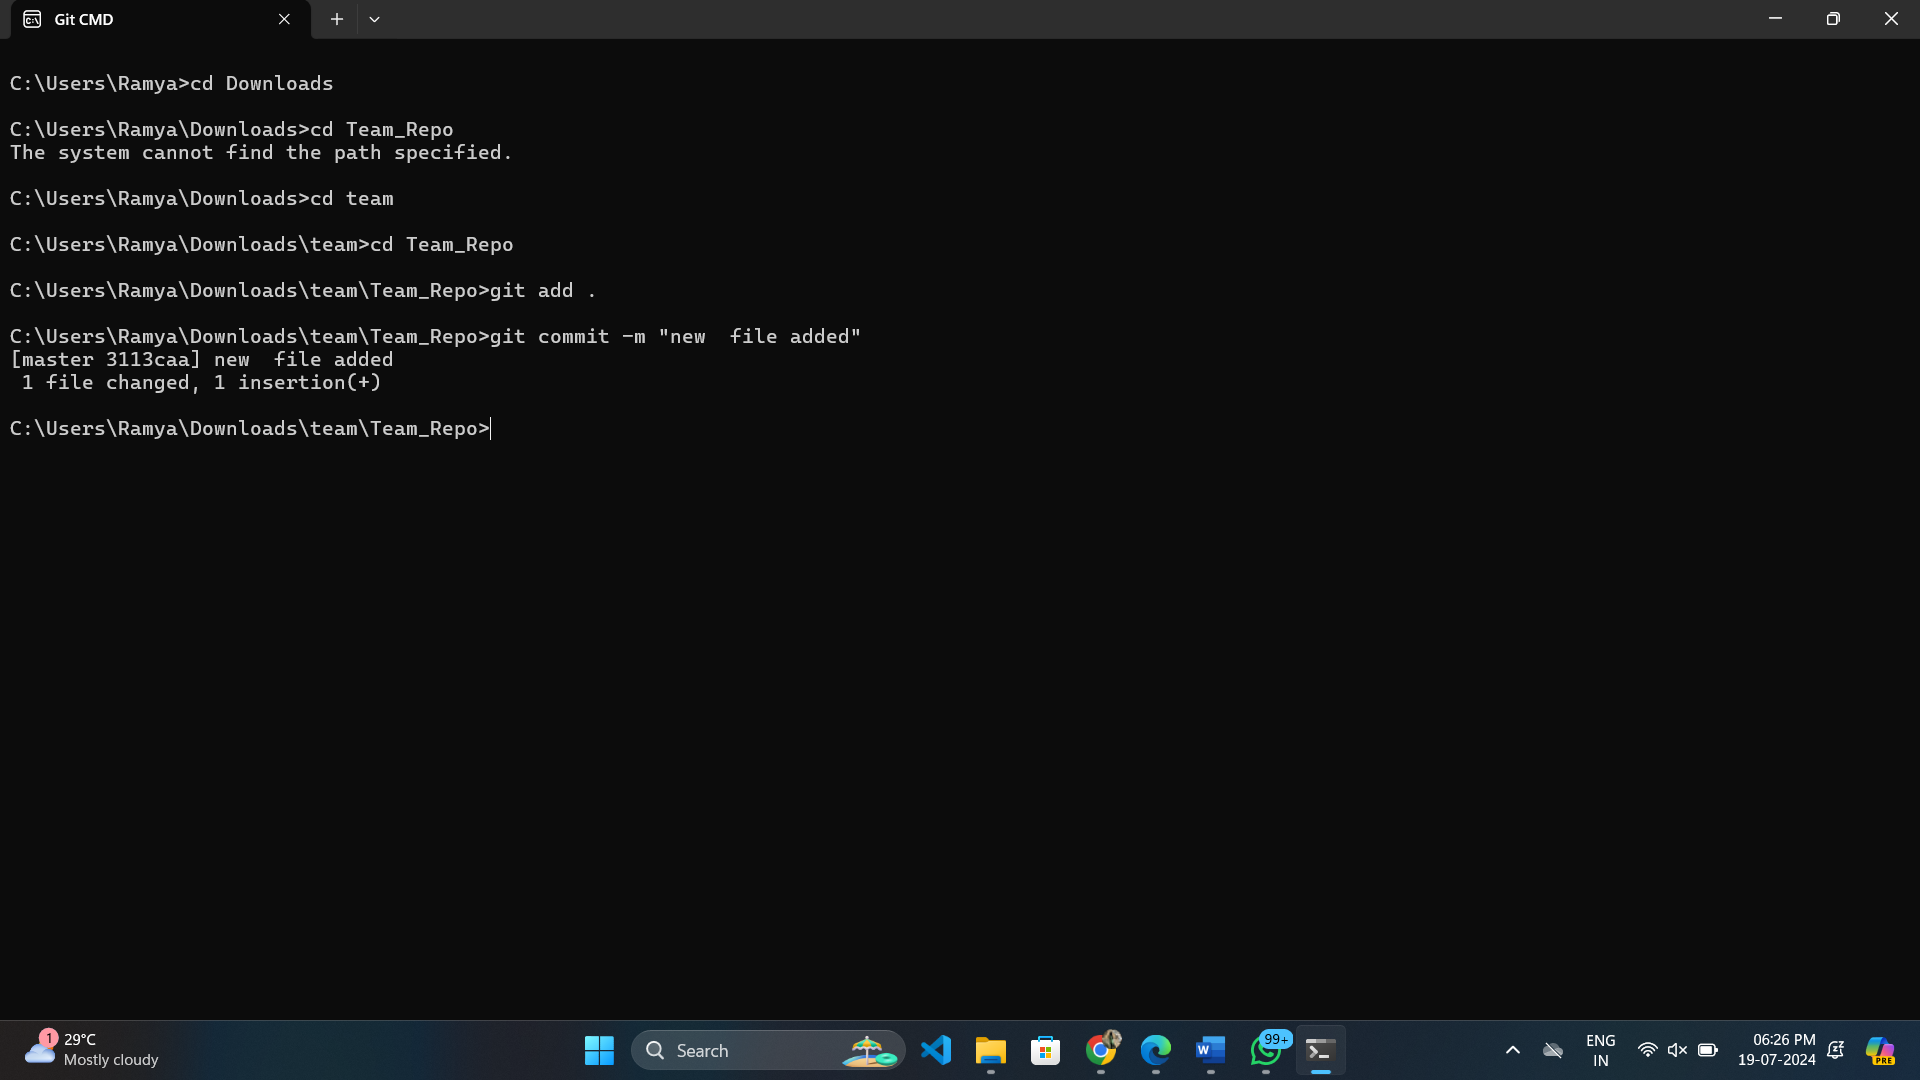 Git CMD
C:\Users\Ramya>cd Downloads
C:\Users\Ramya\Downloads>cd Team_Repo
The system cannot find the path specified.
C:\Users\Ramya\Downloads>cd team
C:\Users\Ramya\Downloads\team>cd Team_Repo
C:\Users\Ramya\Downloads\team\Team_Repo>git add .
C:\Users\Ramya\Downloads\team\Team_Repo>git commit -m "new  file added"
[master 3113caa] new  file added
 1 file changed, 1 insertion(+)
C:\Users\Ramya\Downloads\team\Team_Repo>
1
29°C
Mostly cloudy
Search
W
99+
ENG
IN
06:26 PM
19-07-2024
PRE